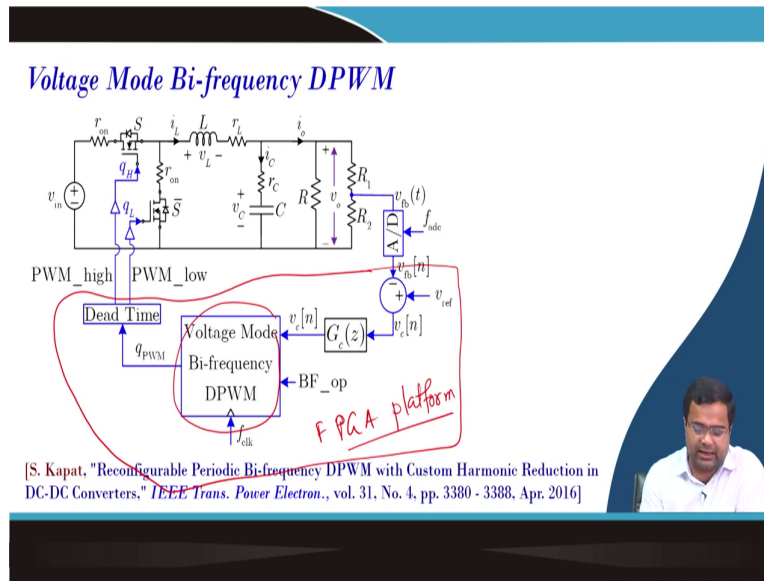 Voltage Mode Bi-frequency DPWM
r_on S i_L L r_L i_o
+ v_L −
q_H r_on i_C + R_1
v_in + − q_L S̄ + v_C − r_C C R v_o R_2 v_fb(t)
− A/D f_adc
PWM_high PWM_low v_fb[n]
Dead Time − + v_ref
q_PWM Voltage Mode v_c[n] G_c(z) v_e[n]
Bi-frequency BF_op
DPWM FPGA platform
f_clk
[S. Kapat, "Reconfigurable Periodic Bi-frequency DPWM with Custom Harmonic Reduction in
DC-DC Converters," IEEE Trans. Power Electron., vol. 31, No. 4, pp. 3380 - 3388, Apr. 2016]